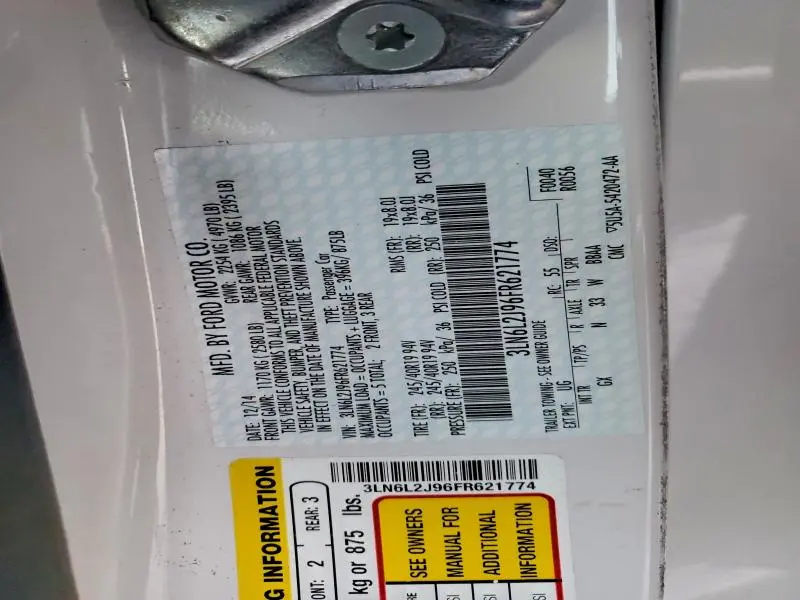 MFD. BY FORD MOTOR CO.
DATE: 12/14 GVWR: 2254 KG ( 4970 LB)
FRONT GAWR: 1170 KG ( 2580 LB) REAR GAWR: 1086 KG ( 2395 LB)
THIS VEHICLE CONFORMS TO ALL APPLICABLE FEDERAL MOTOR
VEHICLE SAFETY, BUMPER, AND THEFT PREVENTION STANDARDS
IN EFFECT ON THE DATE OF MANUFACTURE SHOWN ABOVE.
VIN: 3LN6L2J96FR621774 TYPE: Passenger Car
MAXIMUM LOAD = OCCUPANTS + LUGGAGE = 396KG/ 875LB
OCCUPANTS = 5 TOTAL; 2 FRONT, 3 REAR
TIRE (FR): 245/40R19 94V RIMS (FR): 19x8.0J
(RR): 245/40R19 94V (RR): 19x8.0J
PRESSURE (FR): 250 kPa/ 36 PSI COLD (RR): 250 kPa/ 36 PSI COLD
3LN6L2J96FR621774
TRAILER TOWING - SEE OWNER GUIDE F0040
EXT PNT: UG RC: 55 DSO: R0056
INT TR TP/PS R AXLE TR SPR
GX N 33 W BBAA
CNC
5U5A-5420472-AA
3LN6L2J96FR621774
G INFORMATION
ONT: 2 REAR: 3
kg or 875 lbs.
SEE OWNERS
MANUAL FOR
ADDITIONAL
INFORMATION